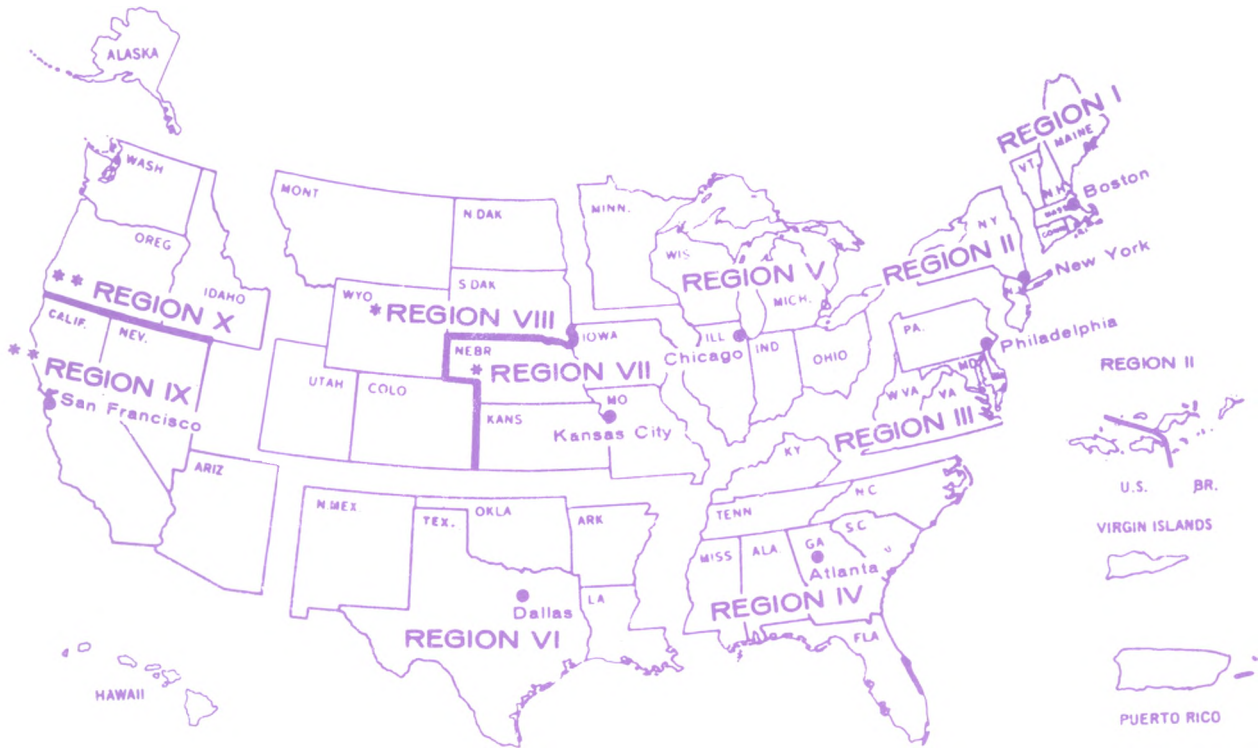 ALASKA
REGION I
MAINE
VT.
N.H.
Boston
MASS
CONN
WASH
MONT
N DAK
MINN.
OREG
NY
WIS
REGION II
New York
REGION V
** REGION X
IDAHO
WYO
S DAK
MICH.
N.J.
* REGION VIII
CALIF.
NEV.
IOWA
ILL
IND
OHIO
PA.
Philadelphia
Chicago
NEBR
* REGION VII
MD
** REGION IX
San Francisco
UTAH
COLO
W VA
VA
REGION II
KANS
MO
Kansas City
REGION III
KY
ARIZ
U.S. BR.
VIRGIN ISLANDS
N MEX
TEX.
OKLA
ARK
TENN
N C
S C
MISS
ALA.
GA
Atlanta
Dallas
LA
REGION IV
REGION VI
FLA
HAWAII
PUERTO RICO